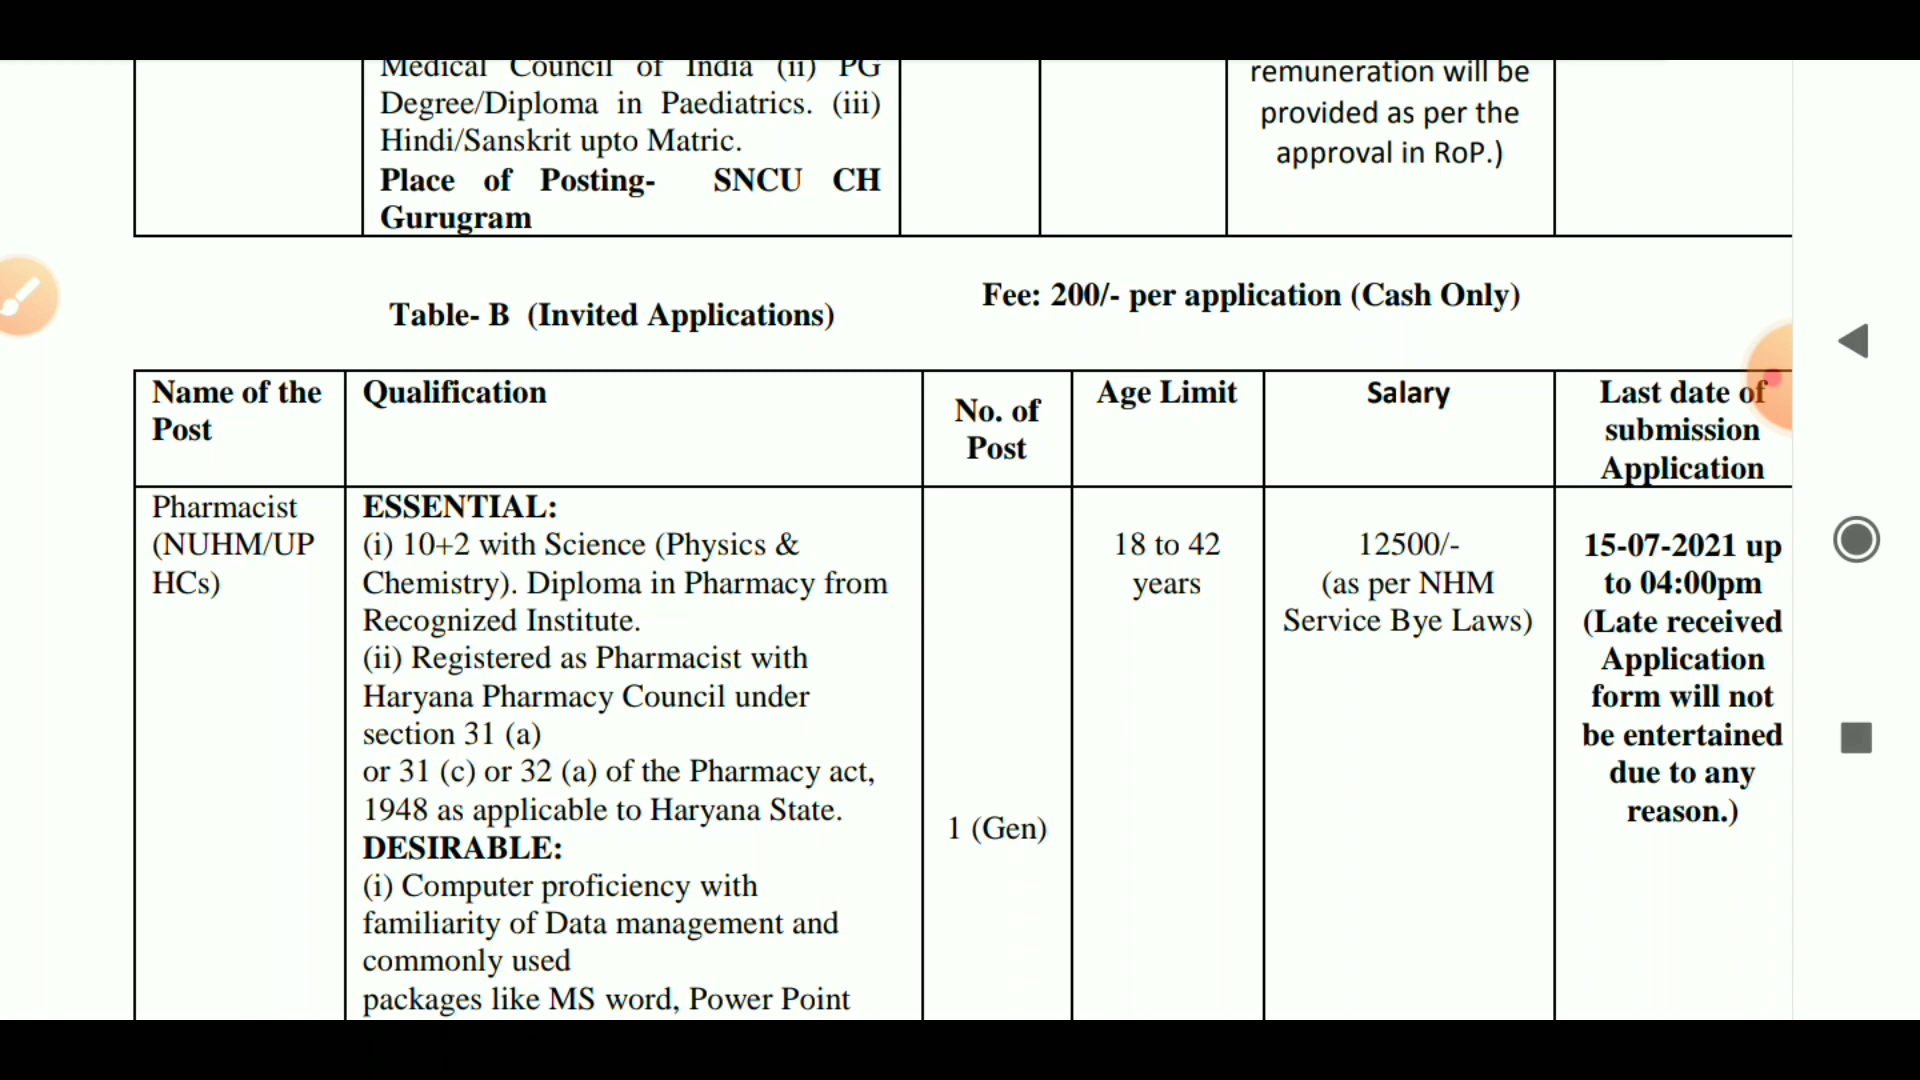 Medical Council of India (ii) PG
Degree/Diploma in Paediatrics. (iii)
Hindi/Sanskrit upto Matric.
Place of Posting- SNCU CH
Gurugram
remuneration will be
provided as per the
approval in RoP.)
Table- B (Invited Applications)
Fee: 200/- per application (Cash Only)
Name of the
Post
Qualification
No. of
Post
Age Limit
Salary
Last date of
submission
Application
Pharmacist
(NUHM/UP
HCs)
ESSENTIAL:
(i) 10+2 with Science (Physics &
Chemistry). Diploma in Pharmacy from
Recognized Institute.
(ii) Registered as Pharmacist with
Haryana Pharmacy Council under
section 31 (a)
or 31 (c) or 32 (a) of the Pharmacy act,
1948 as applicable to Haryana State.
DESIRABLE:
(i) Computer proficiency with
familiarity of Data management and
commonly used
packages like MS word, Power Point
1 (Gen)
18 to 42
years
12500/-
(as per NHM
Service Bye Laws)
15-07-2021 up
to 04:00pm
(Late received
Application
form will not
be entertained
due to any
reason.)